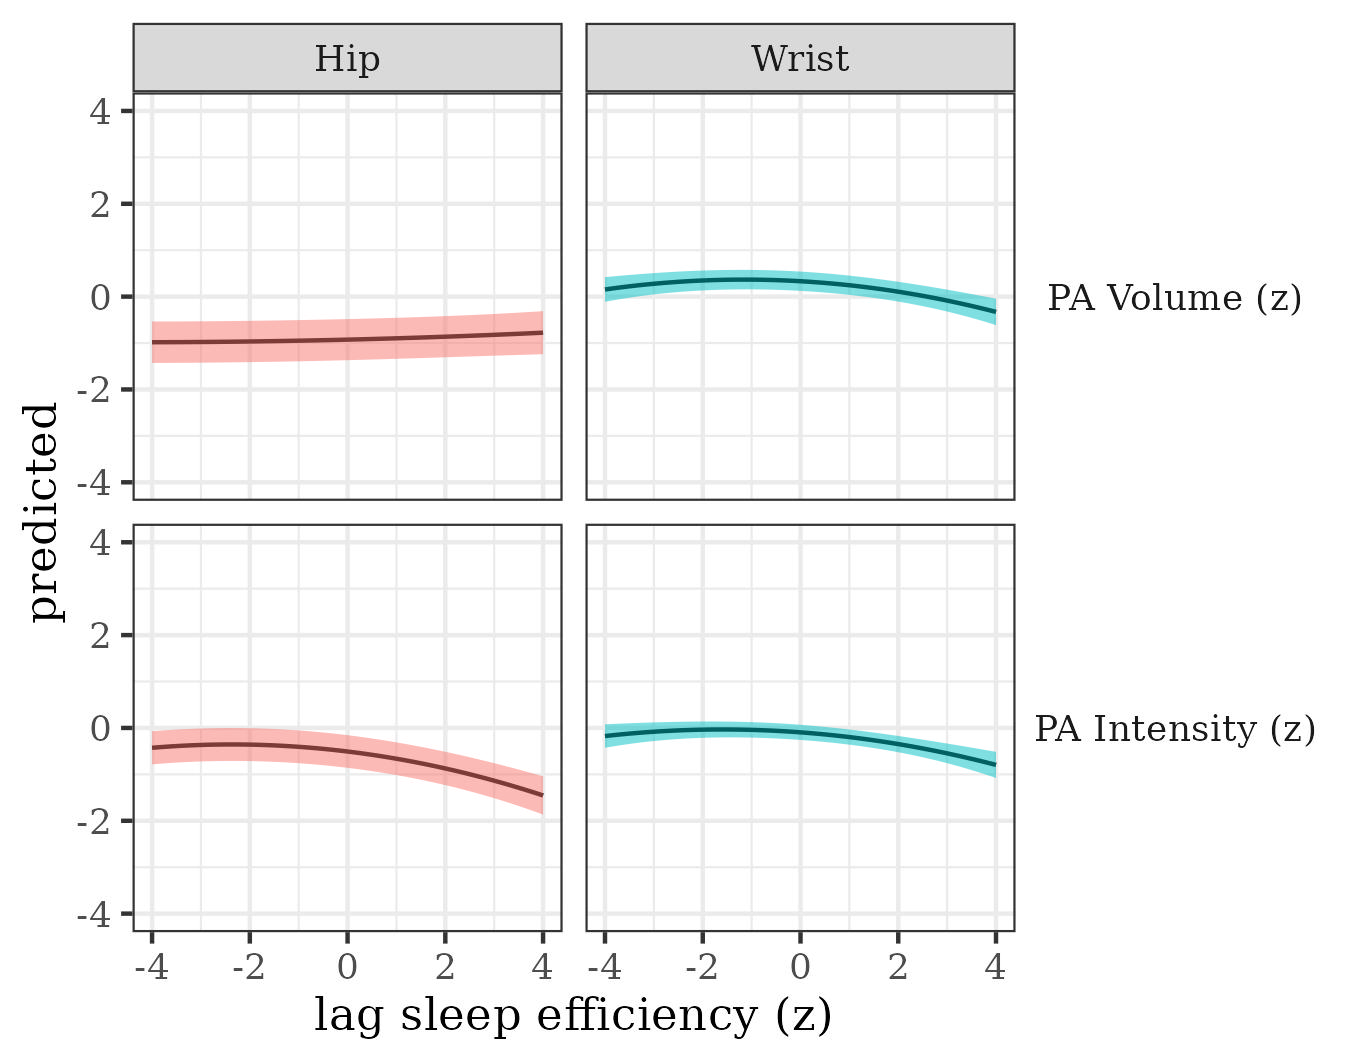 Hip
Wrist
4
2
0
-2
-4
PA Volume (z)
predicted
4
2
0
-2
-4
PA Intensity (z)
-4 -2 0 2 4 -4 -2 0 2 4
lag sleep efficiency (z)